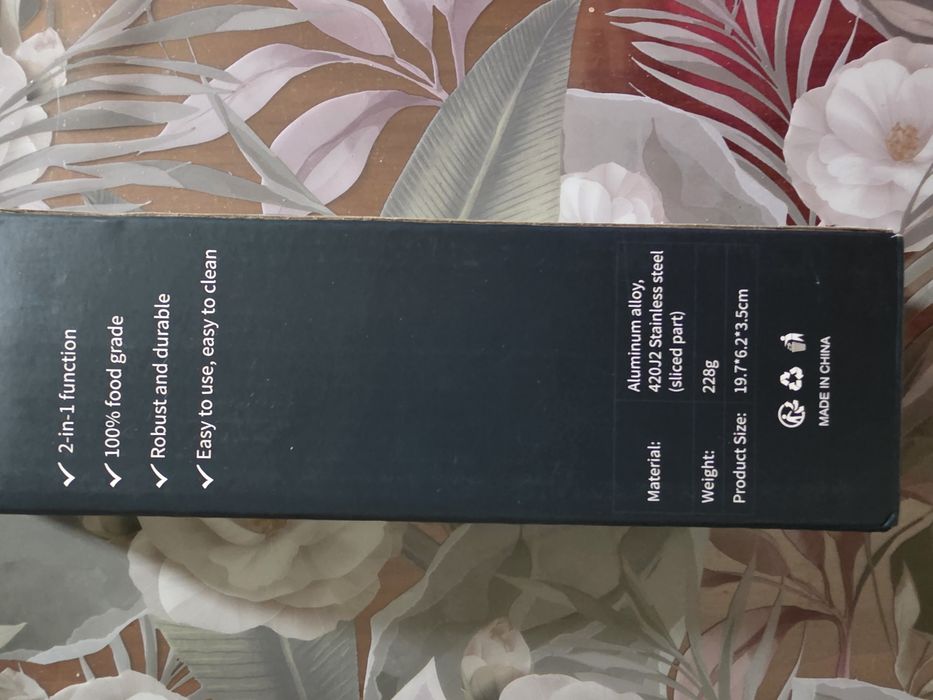 2-in-1 function
100% food grade
Robust and durable
Easy to use, easy to clean
Material: Aluminum alloy,
420J2 Stainless steel
(sliced part)
Weight: 228g
Product Size: 19.7*6.2*3.5cm
MADE IN CHINA